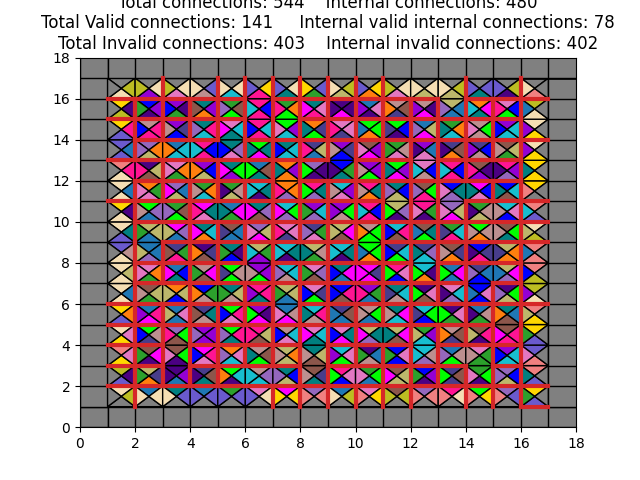 Total connections: 544    Internal connections: 480
Total Valid connections: 141    Internal valid internal connections: 78
Total Invalid connections: 403    Internal invalid connections: 402
18
16
14
12
10
8
6
4
2
0
0 2 4 6 8 10 12 14 16 18